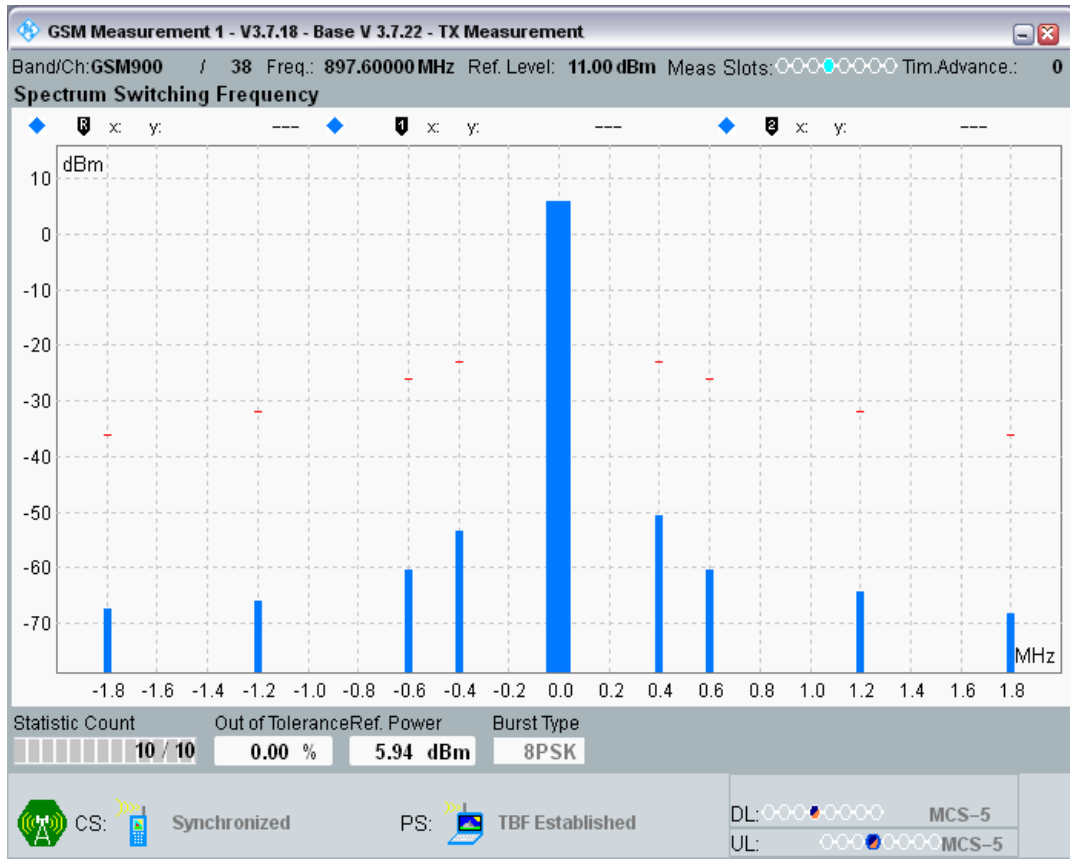 GSM Measurement 1 - V3.7.18 - Base V 3.7.22 - TX Measurement
Band/Ch:GSM900 / 38 Freq.: 897.60000 MHz Ref. Level: 11.00 dBm Meas Slots: Tim.Advance.: 0
Spectrum Switching Frequency
R x: y: --- 1 x: y: --- 2 x: y: ---
dBm
10
0
-10
-20
-30
-40
-50
-60
-70
MHz
-1.8 -1.6 -1.4 -1.2 -1.0 -0.8 -0.6 -0.4 -0.2 0.0 0.2 0.4 0.6 0.8 1.0 1.2 1.4 1.6 1.8
Statistic Count Out of Tolerance Ref. Power Burst Type
10 / 10 0.00 % 5.94 dBm 8PSK
CS: Synchronized PS: TBF Established
DL: MCS-5
UL: MCS-5